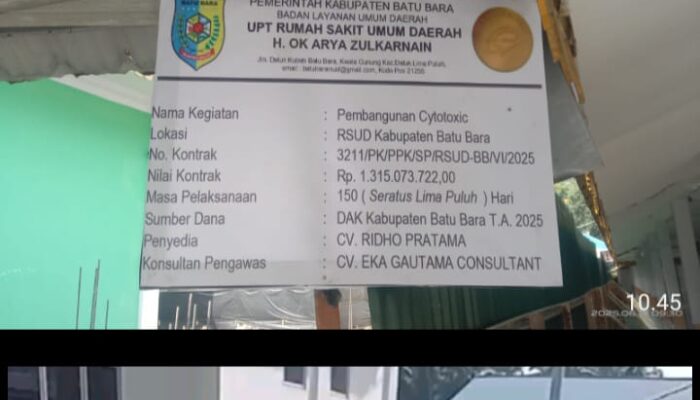 PEMERINTAH KABUPATEN BATU BARA
BADAN LAYANAN UMUM DAERAH
UPT RUMAH SAKIT UMUM DAERAH
H. OK ARYA ZULKARNAIN
BATU BARA
Nama Kegiatan : Pembangunan Cytotoxic
Lokasi : RSUD Kabupaten Batu Bara
No. Kontrak : 3211/PK/PPK/SP/RSUD-BB/VI/2025
Nilai Kontrak : Rp. 1.315.073.722,00
Masa Pelaksanaan : 150 ( Seratus Lima Puluh ) Hari
Sumber Dana : DAK Kabupaten Batu Bara T.A. 2025
Penyedia : CV. RIDHO PRATAMA
Konsultan Pengawas : CV. EKA GAUTAMA CONSULTANT
10.45